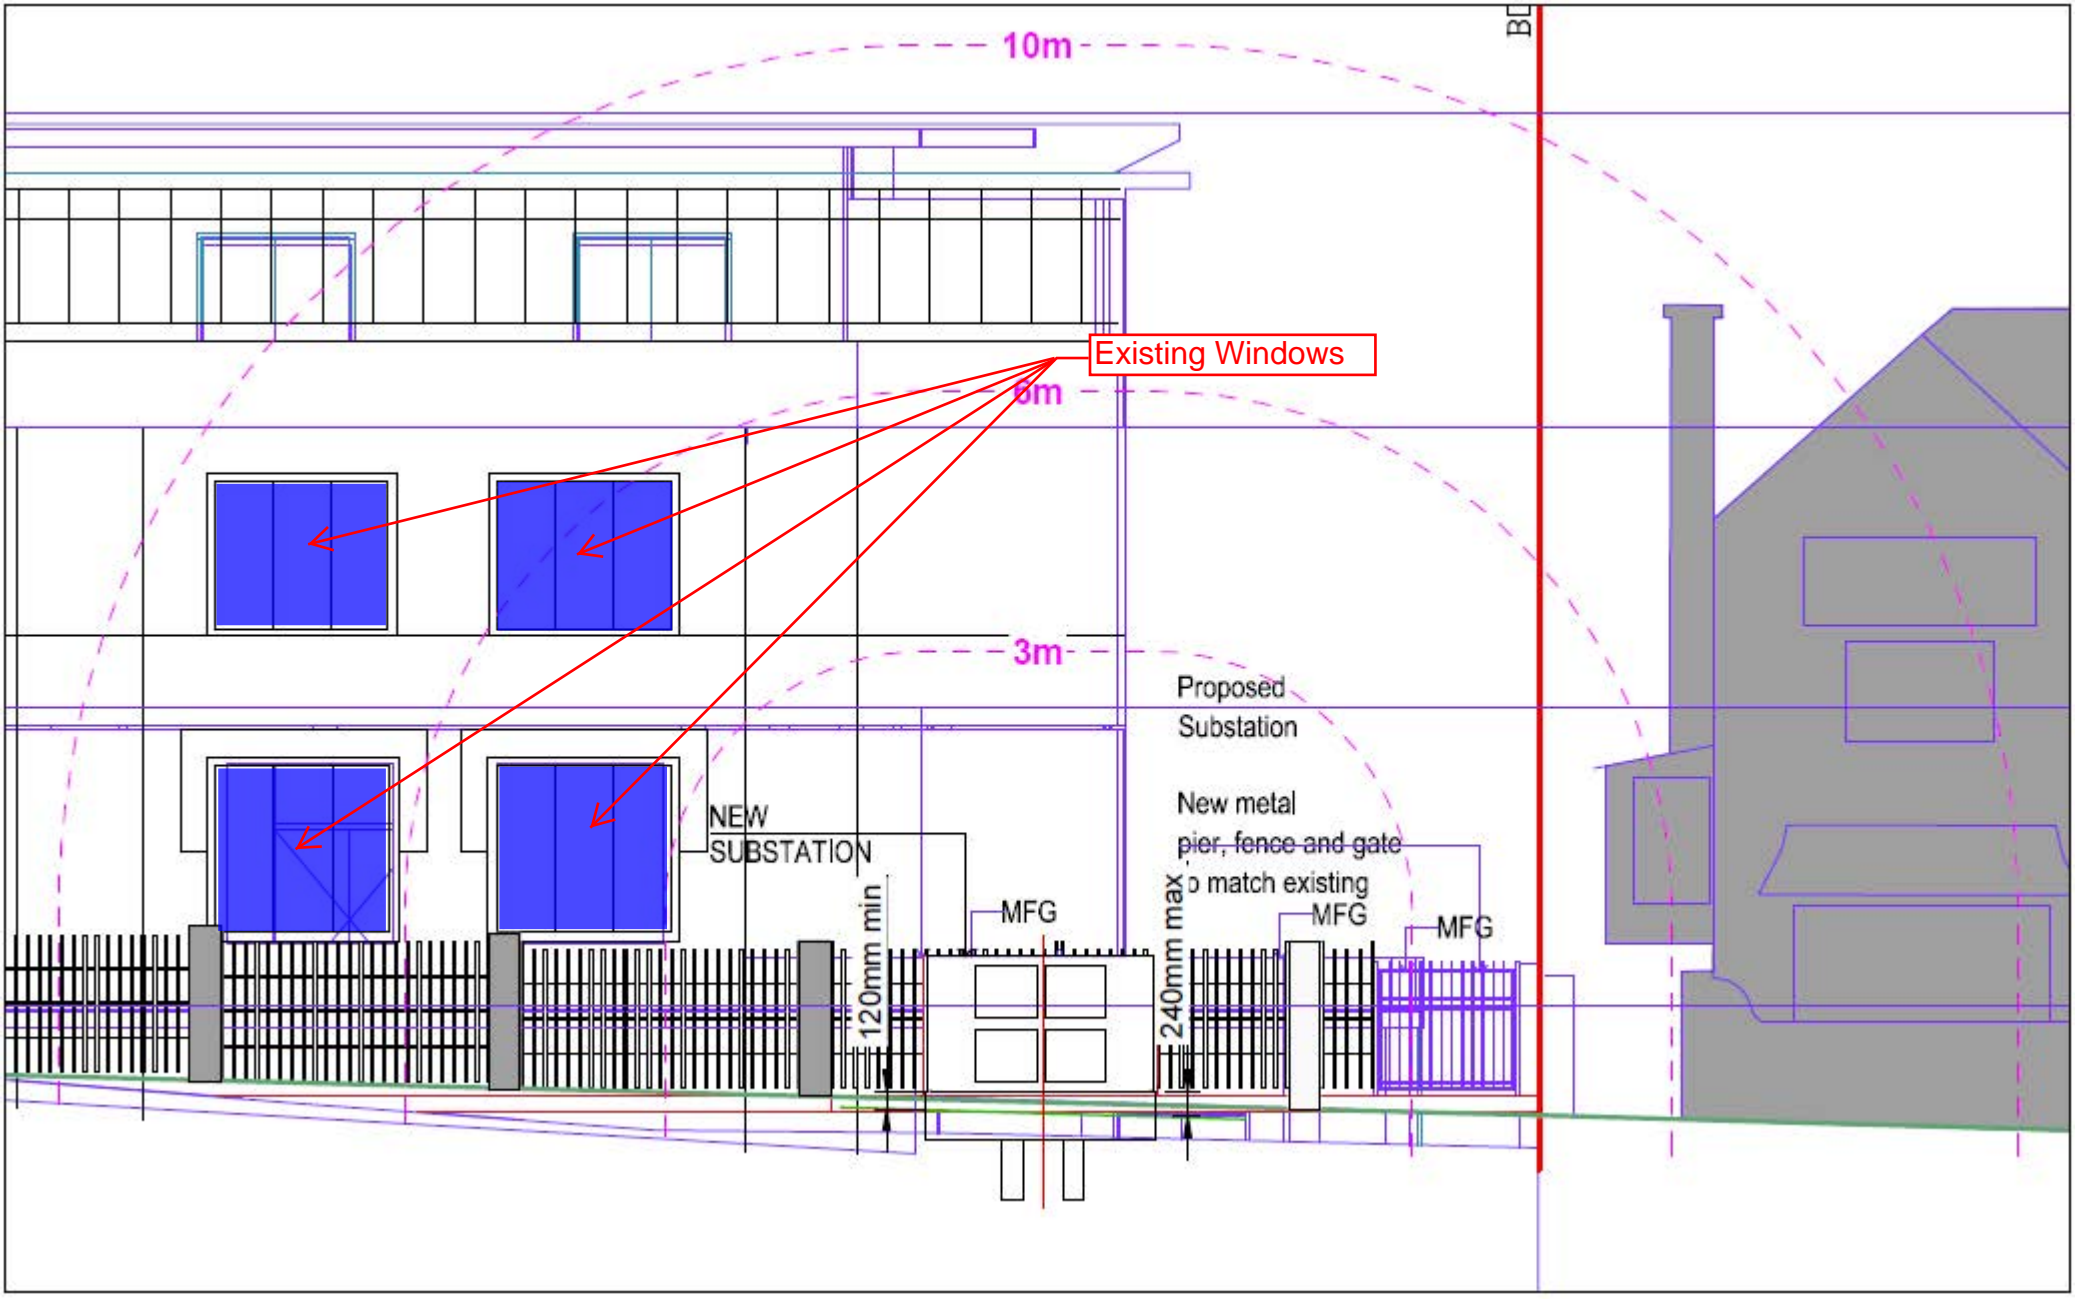 10m
Existing Windows
6m
3m
Proposed
Substation
New metal
pier, fence and gate
o match existing
NEW
SUBSTATION
MFG
MFG
MFG
120mm min
240mm max